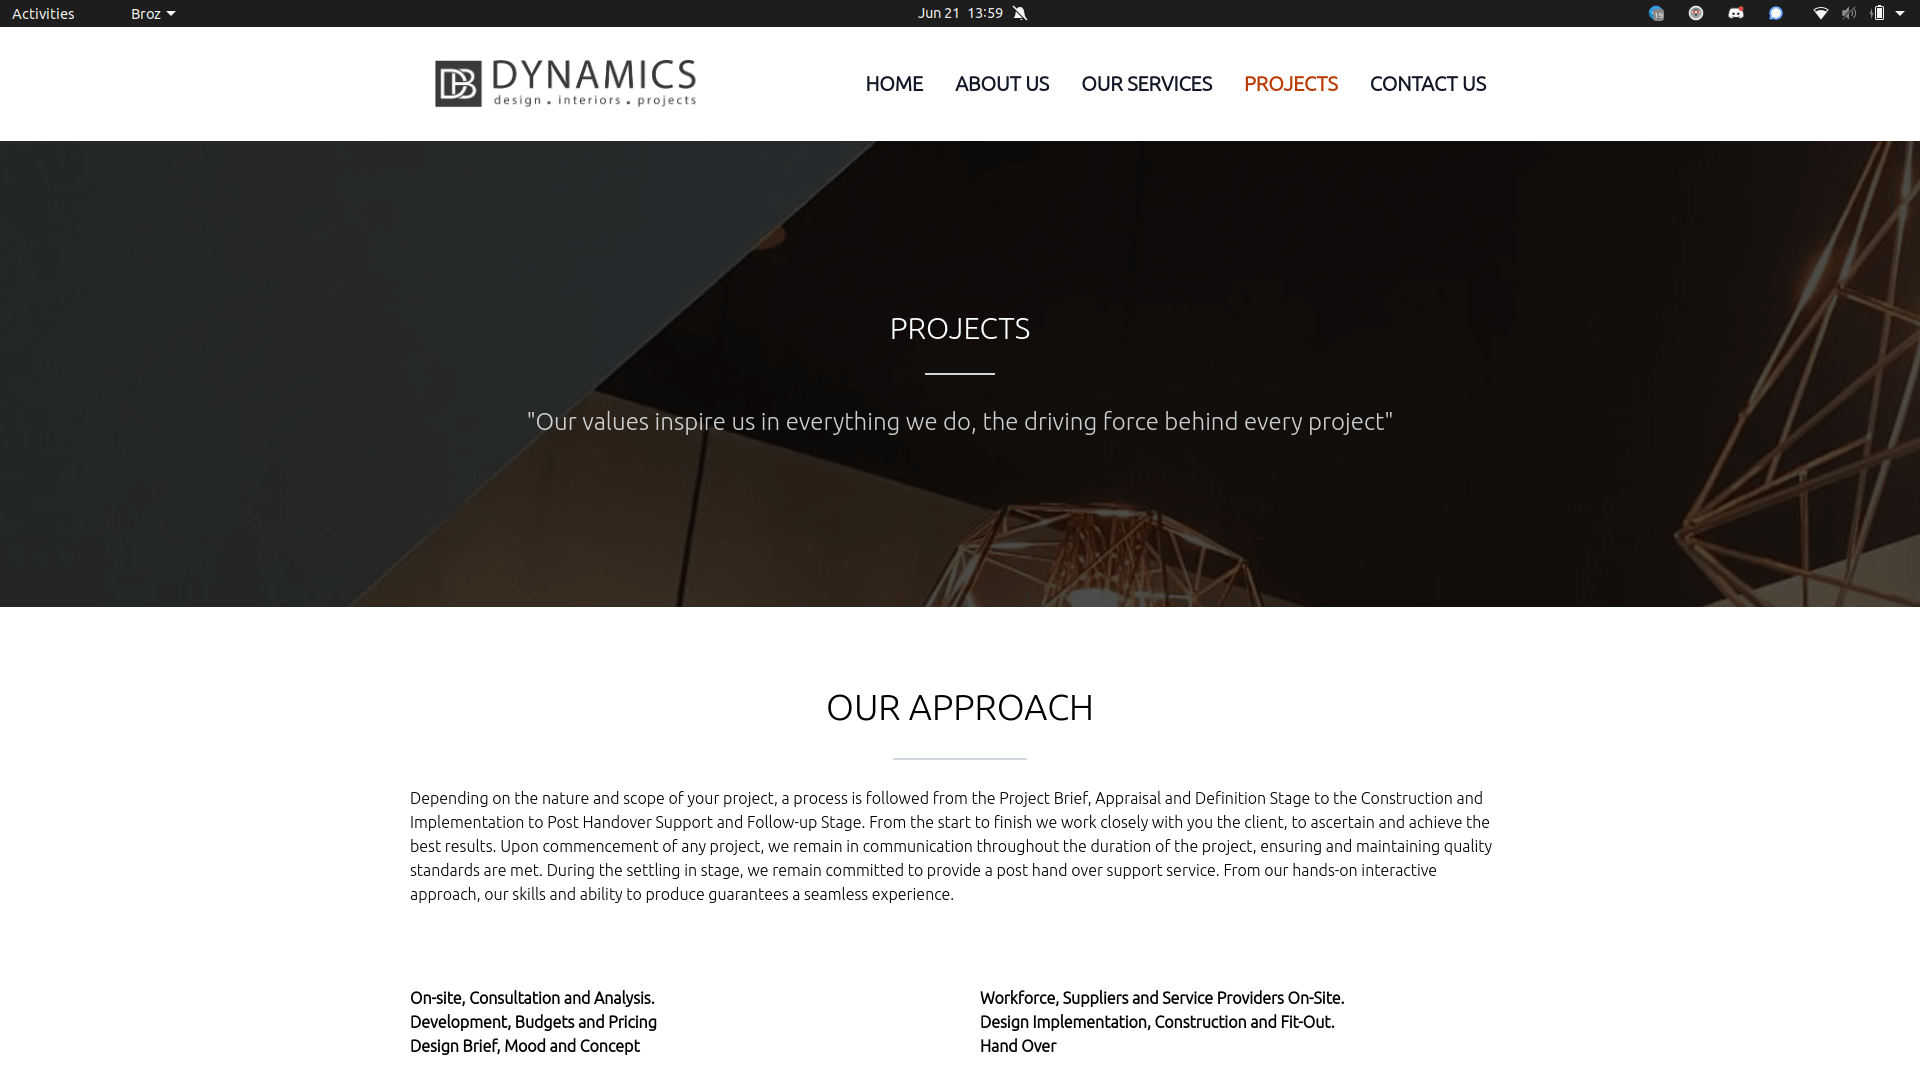 Activities
Broz
Jun 21 13:59
19
DB DYNAMICS
design . interiors . projects
HOME
ABOUT US
OUR SERVICES
PROJECTS
CONTACT US
PROJECTS
"Our values inspire us in everything we do, the driving force behind every project"
OUR APPROACH
Depending on the nature and scope of your project, a process is followed from the Project Brief, Appraisal and Definition Stage to the Construction and
Implementation to Post Handover Support and Follow-up Stage. From the start to finish we work closely with you the client, to ascertain and achieve the
best results. Upon commencement of any project, we remain in communication throughout the duration of the project, ensuring and maintaining quality
standards are met. During the settling in stage, we remain committed to provide a post hand over support service. From our hands-on interactive
approach, our skills and ability to produce guarantees a seamless experience.
On-site, Consultation and Analysis.
Development, Budgets and Pricing
Design Brief, Mood and Concept
Workforce, Suppliers and Service Providers On-Site.
Design Implementation, Construction and Fit-Out.
Hand Over